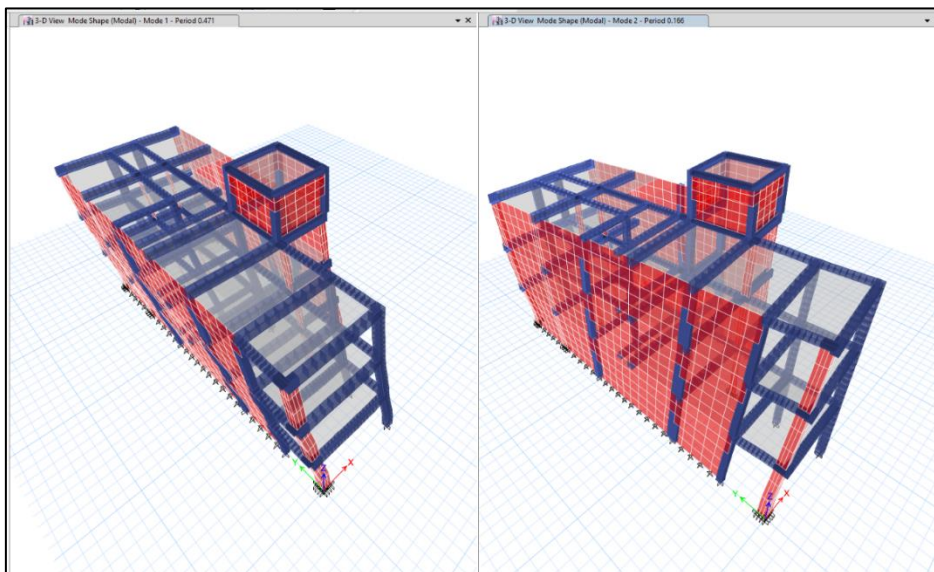 3-D View Mode Shape (Modal) - Mode 1 - Period 0.471
3-D View Mode Shape (Modal) - Mode 2 - Period 0.166
Y
Z
X
Y
Z
X